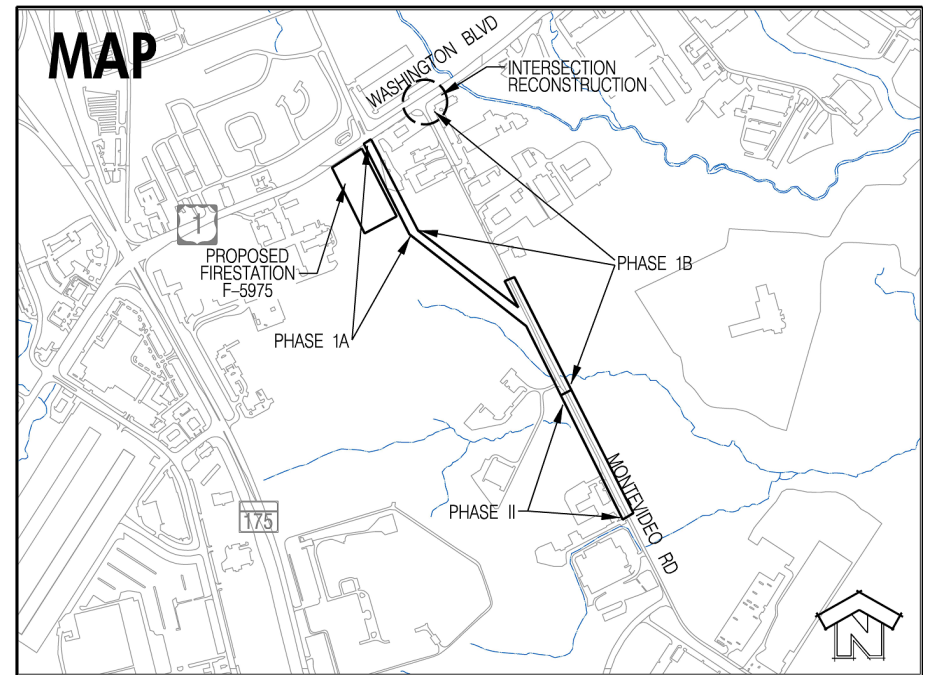 MAP
WASHINGTON BLVD
INTERSECTION
RECONSTRUCTION
1
PROPOSED
FIRESTATION
F-5975
PHASE 1B
PHASE 1A
MONTEVIDEO RD
PHASE II
175
N